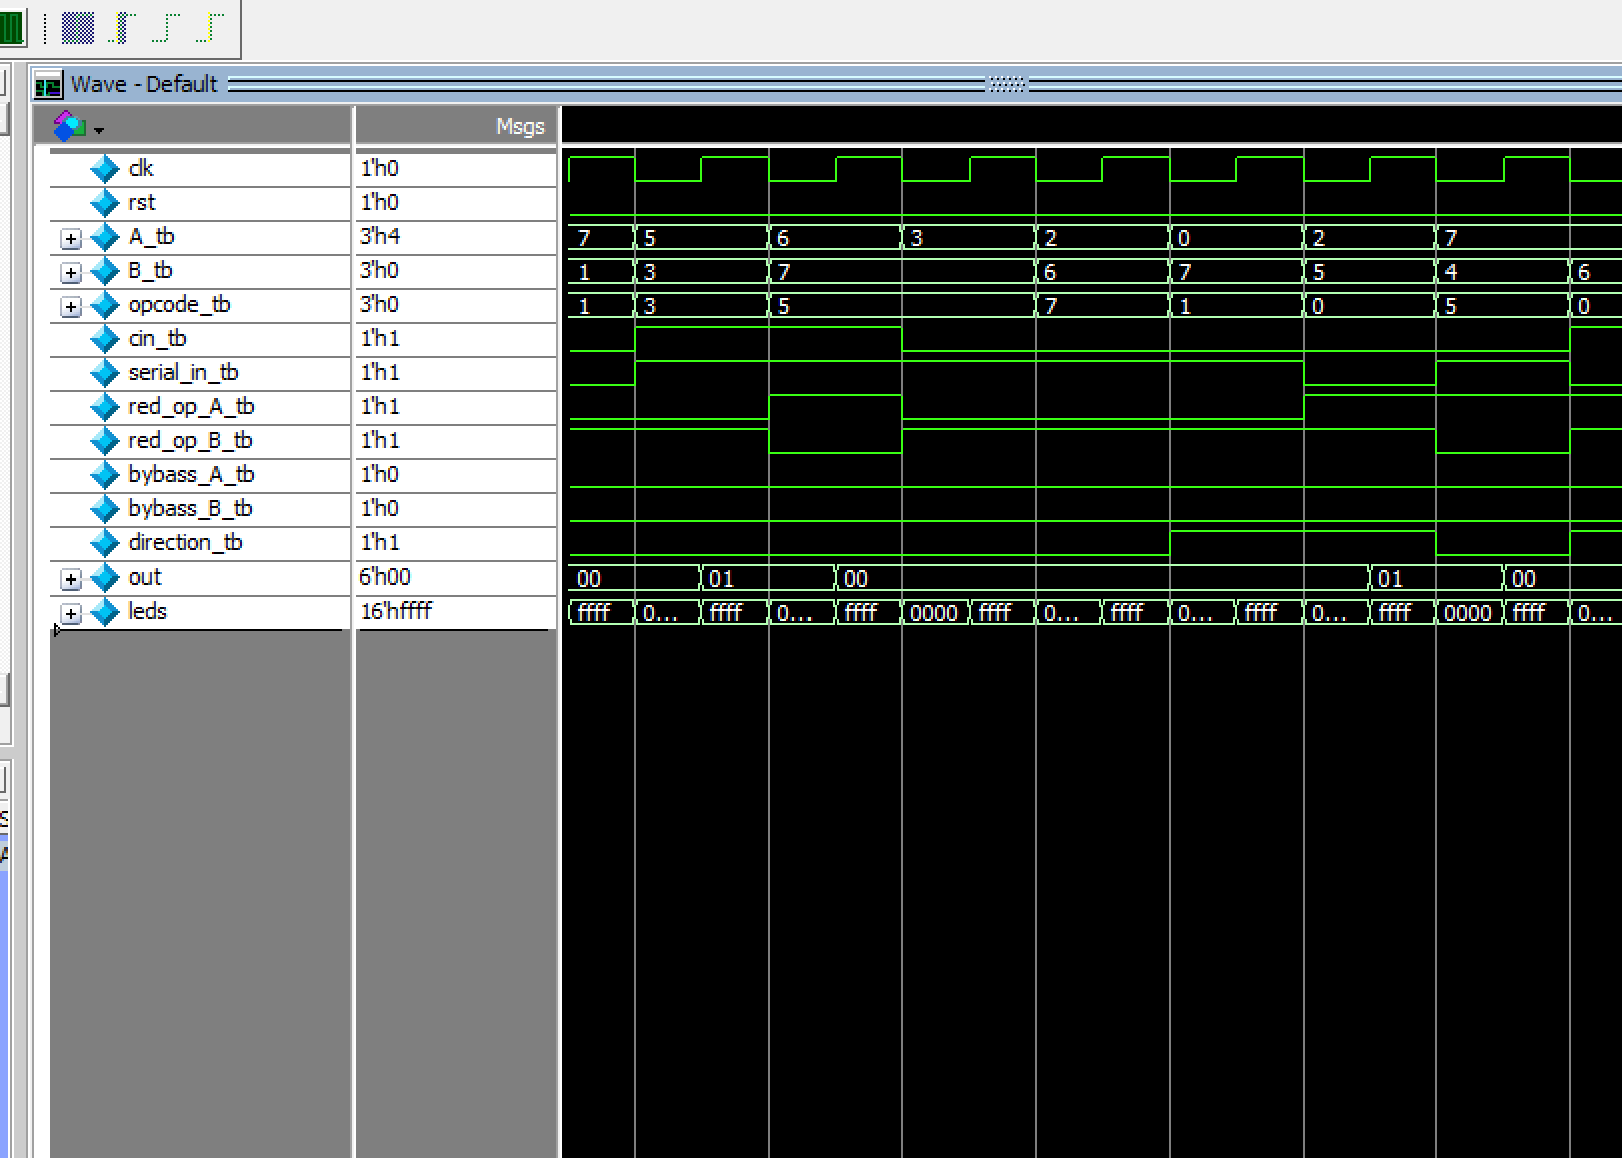 Wave - Default
Msgs
clk 1'h0
rst 1'h0
A_tb 3'h4 7 5 6 3 2 0 2 7
B_tb 3'h0 1 3 7 6 7 5 4 6
opcode_tb 3'h0 1 3 5 7 1 0 5 0
cin_tb 1'h1
serial_in_tb 1'h1
red_op_A_tb 1'h1
red_op_B_tb 1'h1
bybass_A_tb 1'h0
bybass_B_tb 1'h0
direction_tb 1'h1
out 6'h00 00 01 00 01 00
leds 16'hffff ffff 0... ffff 0... ffff 0000 ffff 0... ffff 0... ffff 0... ffff 0000 ffff 0...